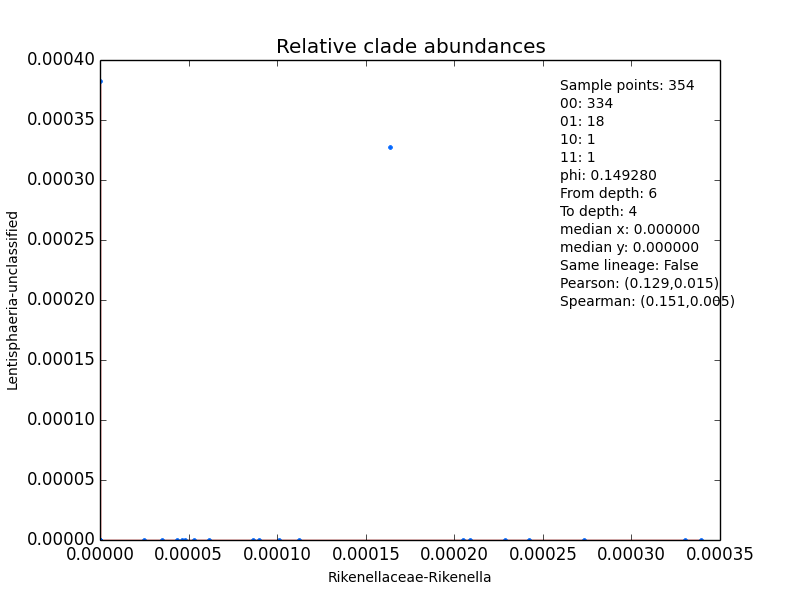 Relative clade abundances
0.00040
0.00035
0.00030
0.00025
0.00020
0.00015
0.00010
0.00005
0.00000
Lentisphaeria-unclassified
Sample points: 354
00: 334
01: 18
10: 1
11: 1
phi: 0.149280
From depth: 6
To depth: 4
median x: 0.000000
median y: 0.000000
Same lineage: False
Pearson: (0.129,0.015)
Spearman: (0.151,0.005)
0.00000 0.00005 0.00010 0.00015 0.00020 0.00025 0.00030 0.00035
Rikenellaceae-Rikenella